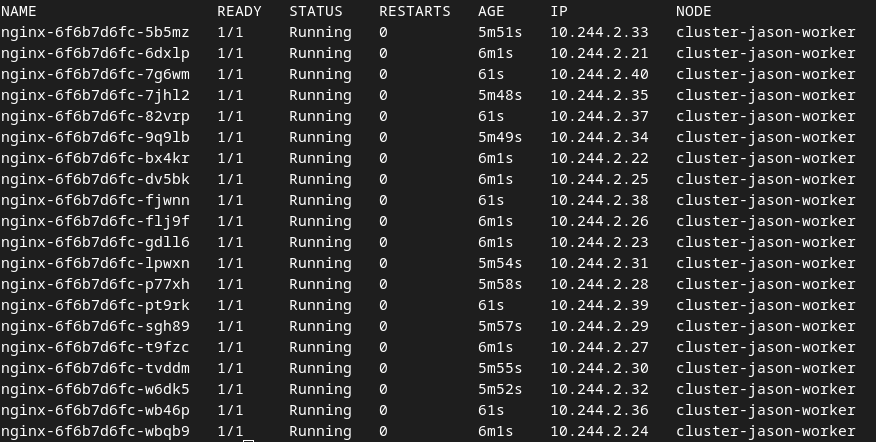 NAME READY STATUS RESTARTS AGE IP NODE
nginx-6f6b7d6fc-5b5mz 1/1 Running 0 5m51s 10.244.2.33 cluster-jason-worker
nginx-6f6b7d6fc-6dxlp 1/1 Running 0 6m1s 10.244.2.21 cluster-jason-worker
nginx-6f6b7d6fc-7g6wm 1/1 Running 0 61s 10.244.2.40 cluster-jason-worker
nginx-6f6b7d6fc-7jhl2 1/1 Running 0 5m48s 10.244.2.35 cluster-jason-worker
nginx-6f6b7d6fc-82vrp 1/1 Running 0 61s 10.244.2.37 cluster-jason-worker
nginx-6f6b7d6fc-9q9lb 1/1 Running 0 5m49s 10.244.2.34 cluster-jason-worker
nginx-6f6b7d6fc-bx4kr 1/1 Running 0 6m1s 10.244.2.22 cluster-jason-worker
nginx-6f6b7d6fc-dv5bk 1/1 Running 0 6m1s 10.244.2.25 cluster-jason-worker
nginx-6f6b7d6fc-fjwnn 1/1 Running 0 61s 10.244.2.38 cluster-jason-worker
nginx-6f6b7d6fc-flj9f 1/1 Running 0 6m1s 10.244.2.26 cluster-jason-worker
nginx-6f6b7d6fc-gdll6 1/1 Running 0 6m1s 10.244.2.23 cluster-jason-worker
nginx-6f6b7d6fc-lpwxn 1/1 Running 0 5m54s 10.244.2.31 cluster-jason-worker
nginx-6f6b7d6fc-p77xh 1/1 Running 0 5m58s 10.244.2.28 cluster-jason-worker
nginx-6f6b7d6fc-pt9rk 1/1 Running 0 61s 10.244.2.39 cluster-jason-worker
nginx-6f6b7d6fc-sgh89 1/1 Running 0 5m57s 10.244.2.29 cluster-jason-worker
nginx-6f6b7d6fc-t9fzc 1/1 Running 0 6m1s 10.244.2.27 cluster-jason-worker
nginx-6f6b7d6fc-tvddm 1/1 Running 0 5m55s 10.244.2.30 cluster-jason-worker
nginx-6f6b7d6fc-w6dk5 1/1 Running 0 5m52s 10.244.2.32 cluster-jason-worker
nginx-6f6b7d6fc-wb46p 1/1 Running 0 61s 10.244.2.36 cluster-jason-worker
nginx-6f6b7d6fc-wbqb9 1/1 Running 0 6m1s 10.244.2.24 cluster-jason-worker